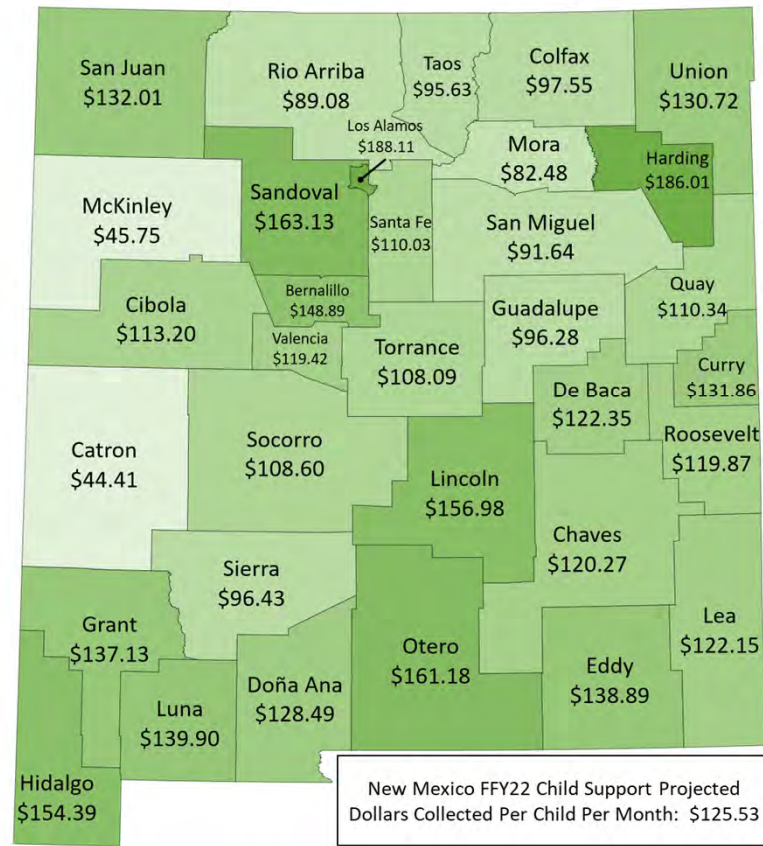 San Juan
$132.01
Rio Arriba
$89.08
Taos
$95.63
Colfax
$97.55
Union
$130.72
Los Alamos
$188.11
Mora
$82.48
Harding
$186.01
McKinley
$45.75
Sandoval
$163.13
Santa Fe
$110.03
San Miguel
$91.64
Quay
$110.34
Cibola
$113.20
Bernalillo
$148.89
Valencia
$119.42
Torrance
$108.09
Guadalupe
$96.28
De Baca
$122.35
Curry
$131.86
Roosevelt
$119.87
Catron
$44.41
Socorro
$108.60
Lincoln
$156.98
Chaves
$120.27
Sierra
$96.43
Grant
$137.13
Luna
$139.90
Doña Ana
$128.49
Otero
$161.18
Eddy
$138.89
Lea
$122.15
Hidalgo
$154.39
New Mexico FFY22 Child Support Projected
Dollars Collected Per Child Per Month: $125.53